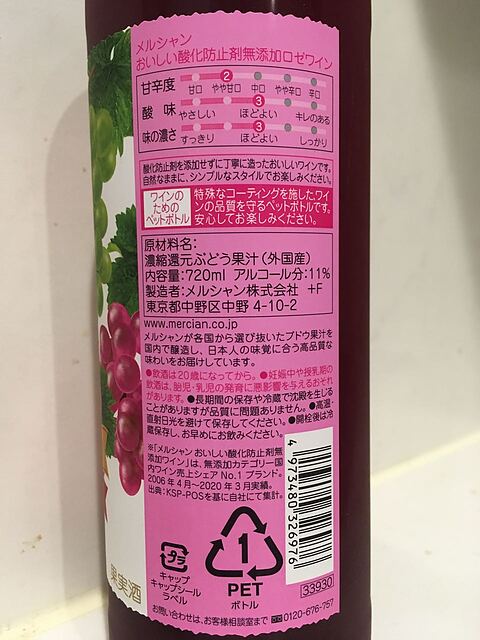 メルシャン
おいしい酸化防止剤無添加ロゼワイン
甘辛度 2
甘口 やや甘口 中口 やや辛口 辛口
酸味 3
やさしい ほどよい キレのある
味の濃さ 3
すっきり ほどよい しっかり
酸化防止剤を添加せずに丁寧に造ったおいしいワインです。
自然なままに、シンプルなスタイルでお楽しみください。
ワインの
ための
ペットボトル
特殊なコーティングを施したワイ
ンの品質を守るペットボトルです。
安心してお楽しみください。
原材料名:
濃縮還元ぶどう果汁(外国産)
内容量:720ml アルコール分:11%
製造者:メルシャン株式会社 +F
東京都中野区中野 4-10-2
www.mercian.co.jp
メルシャンが各国から選び抜いたブドウ果汁を
国内で醸造し、日本人の味覚に合う高品質な
味わいをお届けしています。
●飲酒は20歳になってから。●妊娠中や授乳期の
飲酒は、胎児・乳児の発育に悪影響を与えるおそれ
があります。●長期間の保存や冷蔵で沈殿を生じる
ことがありますが品質に問題ありません。●高温・
直射日光を避けて保存してください。●開栓後は冷
蔵保存し、お早めにお飲みください。
※「メルシャン おいしい酸化防止剤無
添加ワイン」は、無添加カテゴリー国
内ワイン売上シェア No.1 ブランド。
2006年4月〜2020年3月実績。
出典:KSP-POSを基に自社にて集計。
4973480326976
プラ
キャップ
キャップシール
ラベル
1
PET
ボトル
33930
果実酒
お問い合わせは、お客様相談室まで 0120-676-757